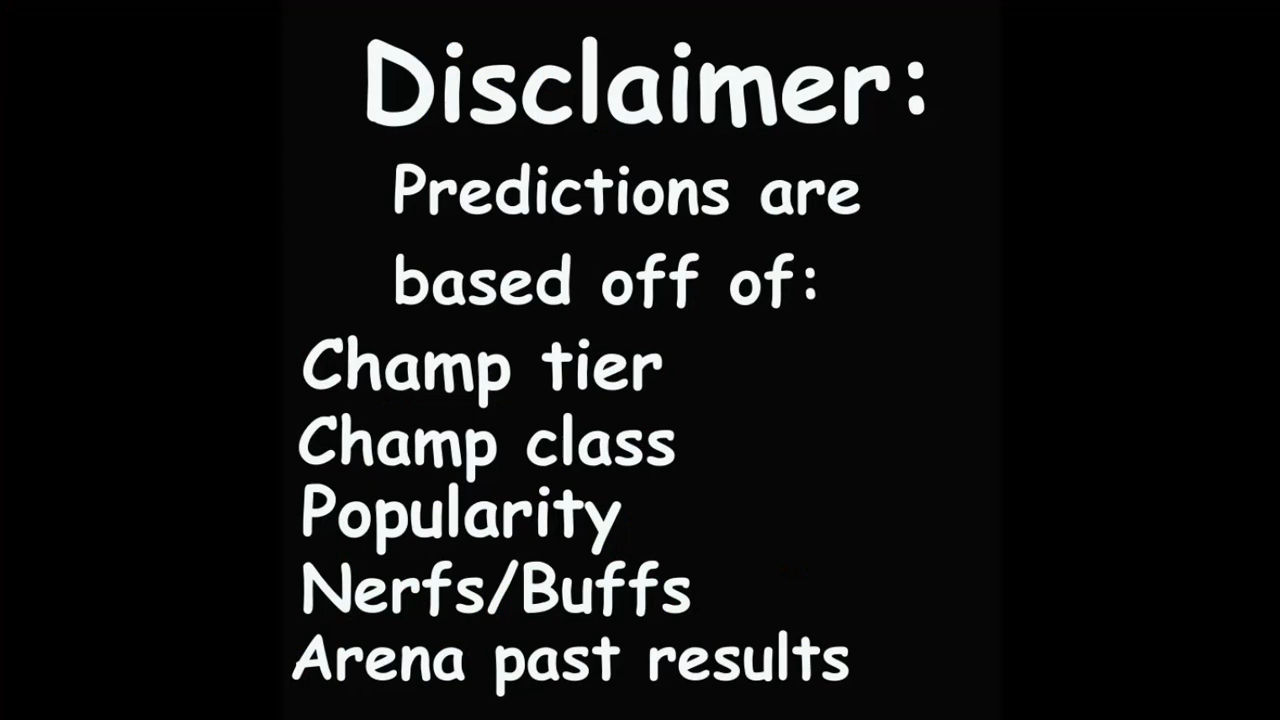 Disclaimer:
Predictions are
based off of:
Champ tier
Champ class
Popularity
Nerfs/Buffs
Arena past results